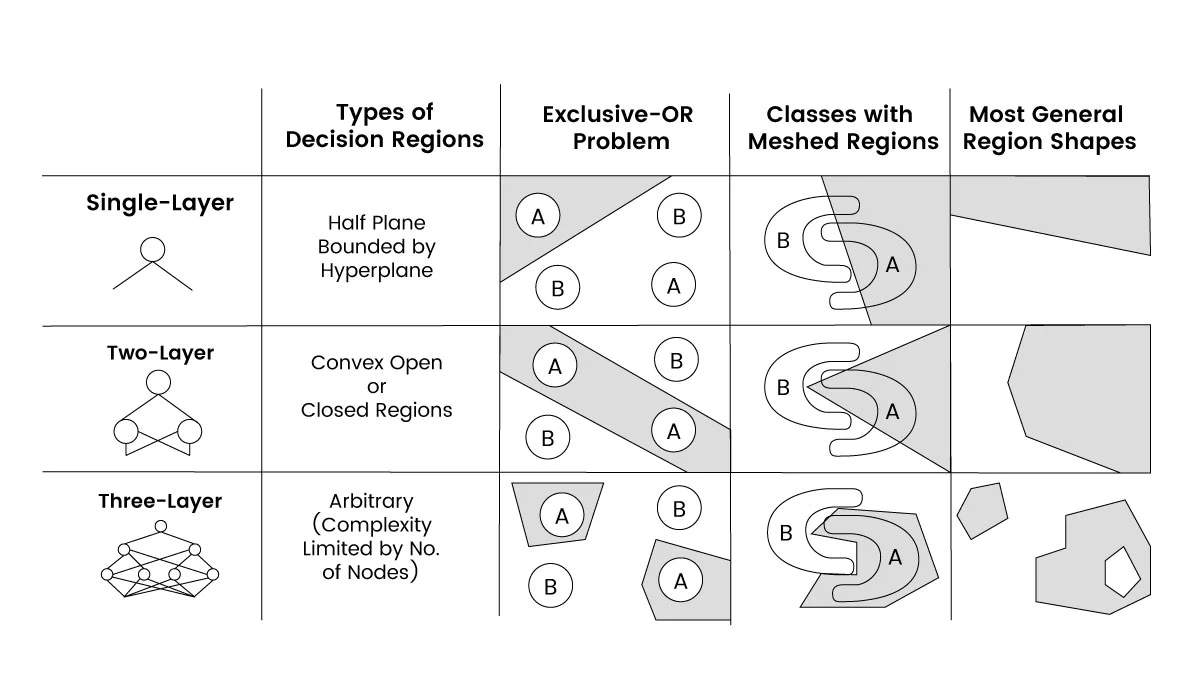 Types of
Decision Regions
Exclusive-OR
Problem
Classes with
Meshed Regions
Most General
Region Shapes
Single-Layer
Half Plane
Bounded by
Hyperplane
A
B
B
A
B
A
Two-Layer
Convex Open
or
Closed Regions
A
B
B
A
B
A
Three-Layer
Arbitrary
(Complexity
Limited by No.
of Nodes)
A
B
B
A
B
A